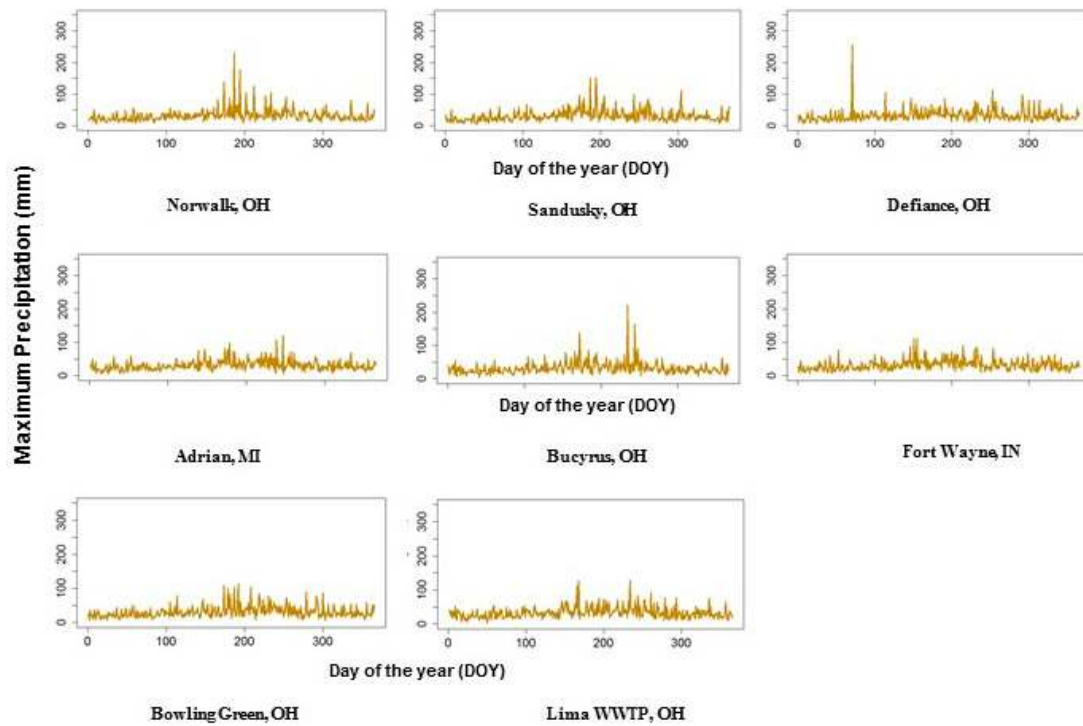 Maximum Precipitation (mm)
0 100 200 300
0 100 200 300
Norwalk, OH
0 100 200 300
0 100 200 300
Day of the year (DOY)
Sandusky, OH
0 100 200 300
0 100 200 300
Defiance, OH
0 100 200 300
Adrian, MI
0 100 200 300
Day of the year (DOY)
Bucyrus, OH
0 100 200 300
Fort Wayne, IN
0 100 200 300
0 100 200 300
Day of the year (DOY)
Bowling Green, OH
0 100 200 300
0 100 200 300
Lima WWTP, OH